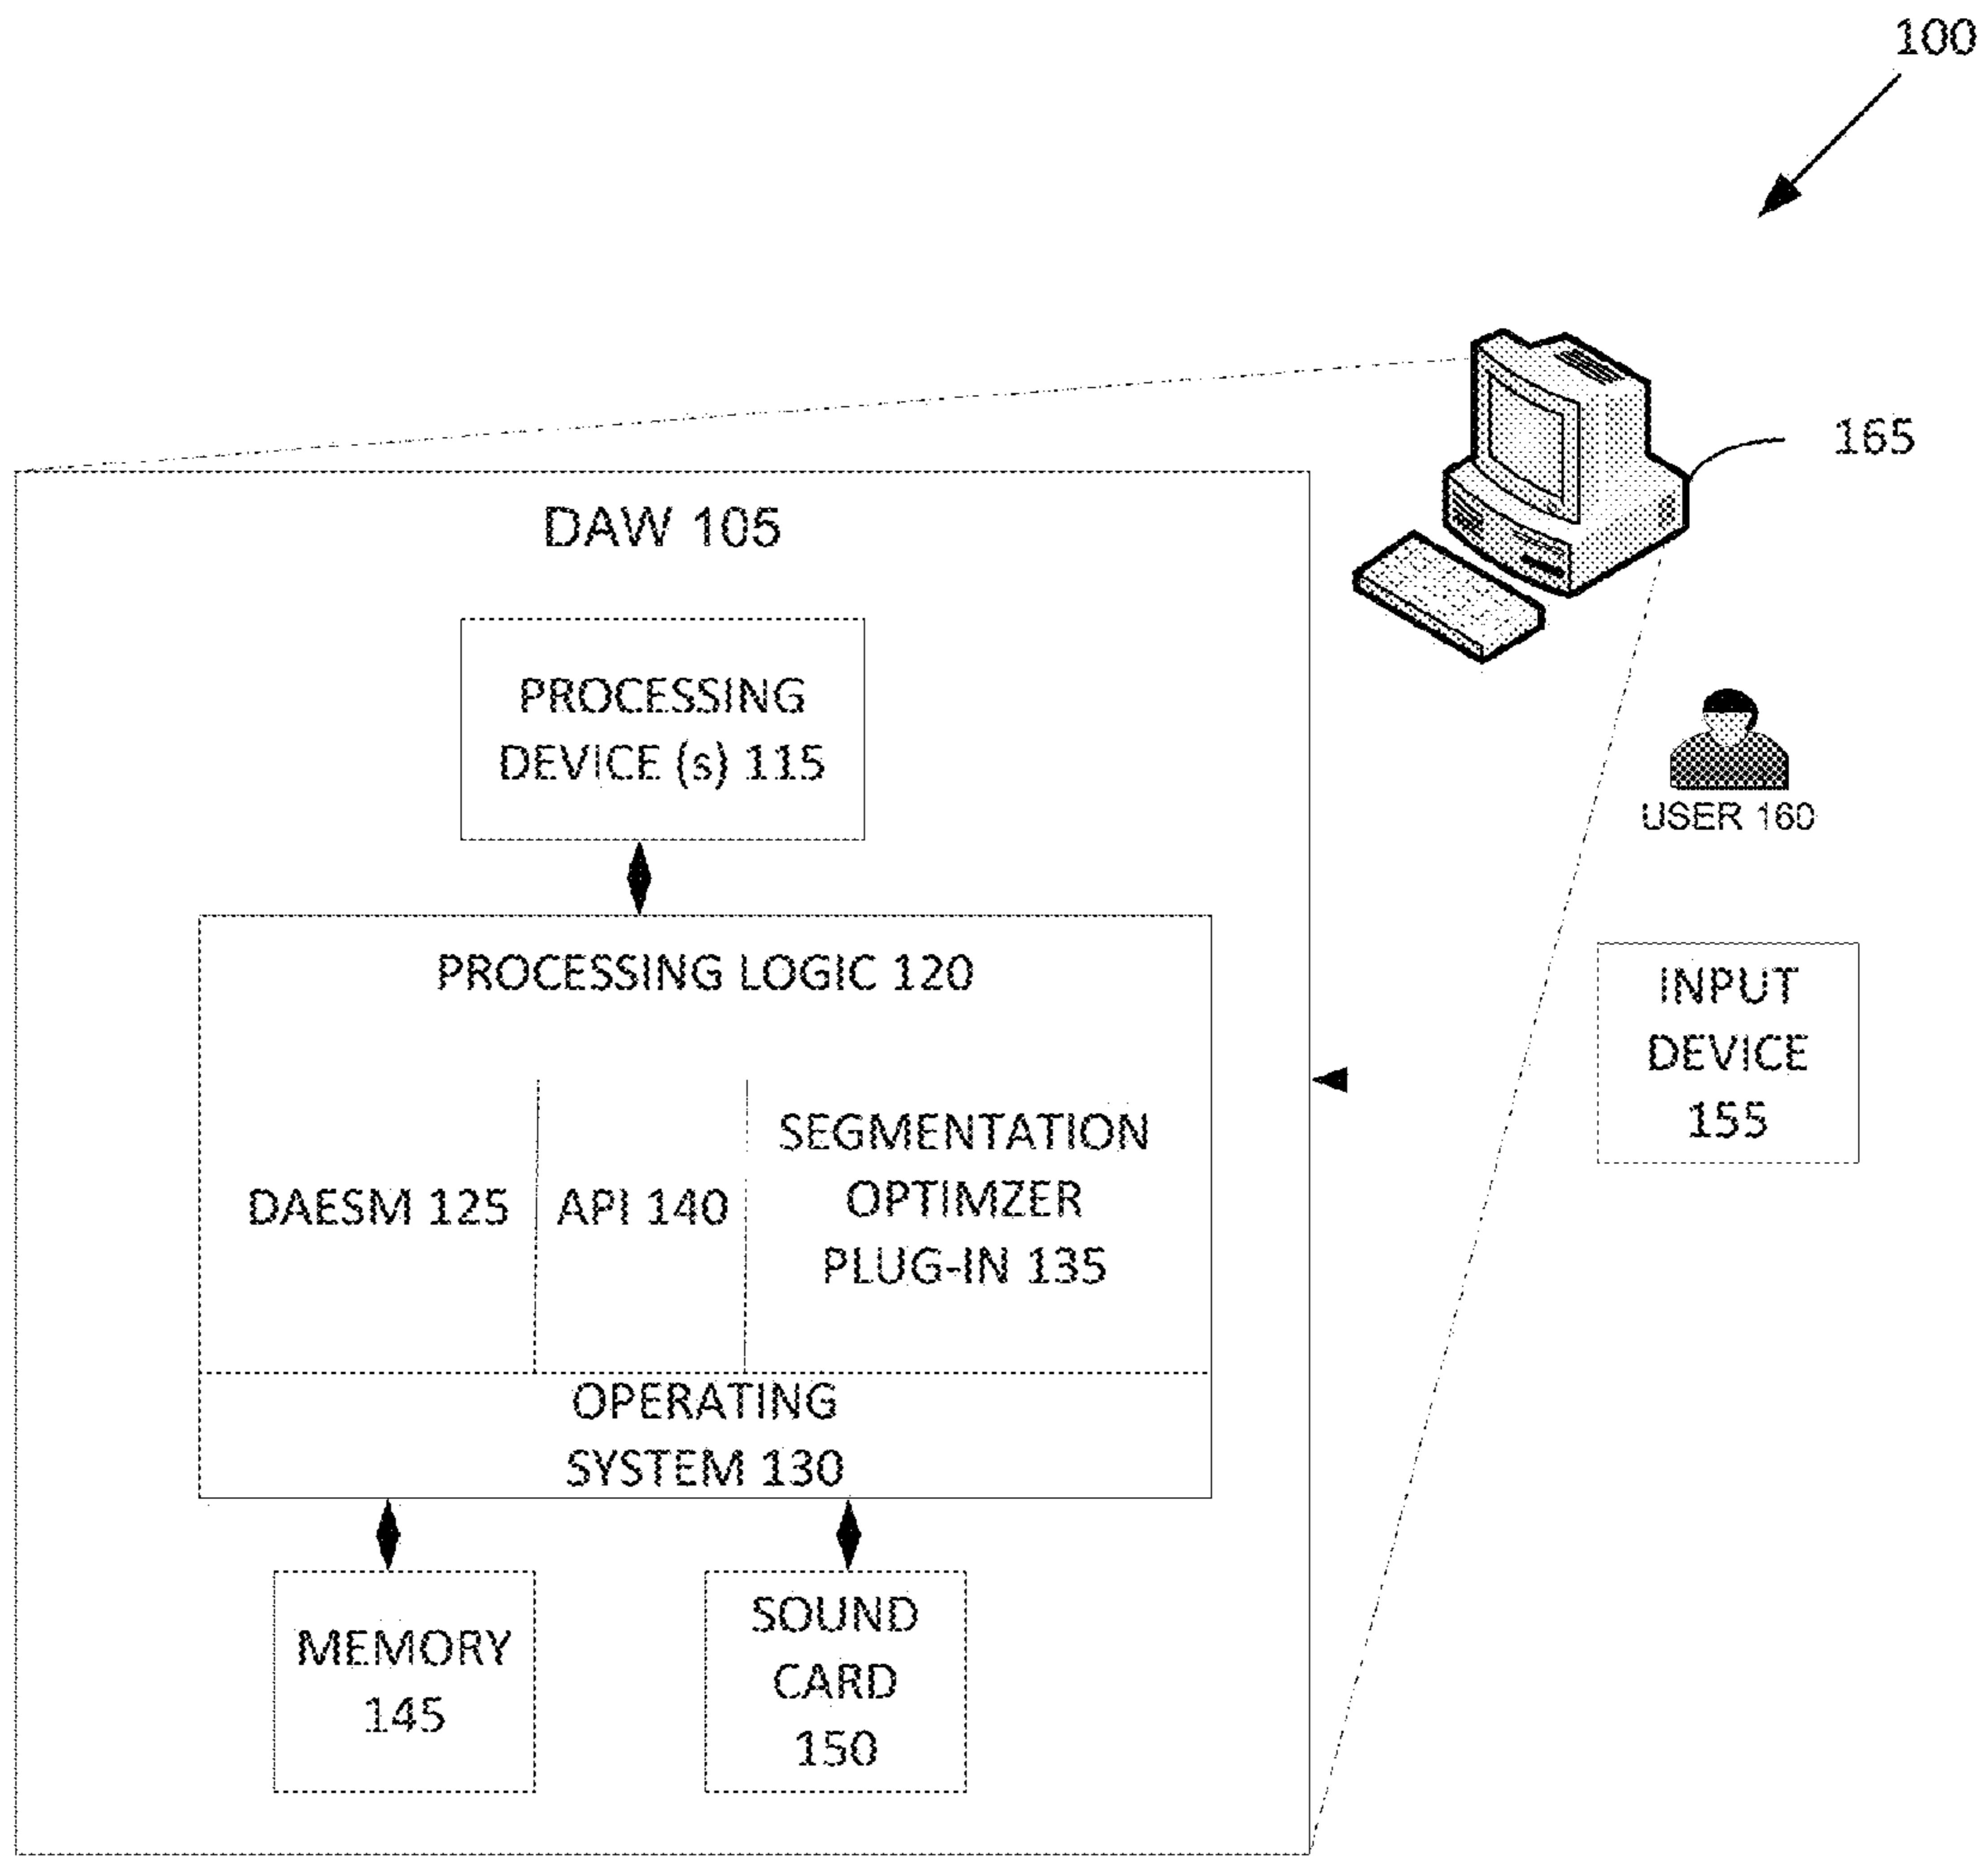 100
165
DAW 105
PROCESSING
DEVICE (s) 115
USER 160
PROCESSING LOGIC 120
INPUT
DEVICE
155
DAESM 125
API 140
SEGMENTATION
OPTIMZER
PLUG-IN 135
OPERATING
SYSTEM 130
MEMORY
145
SOUND
CARD
150